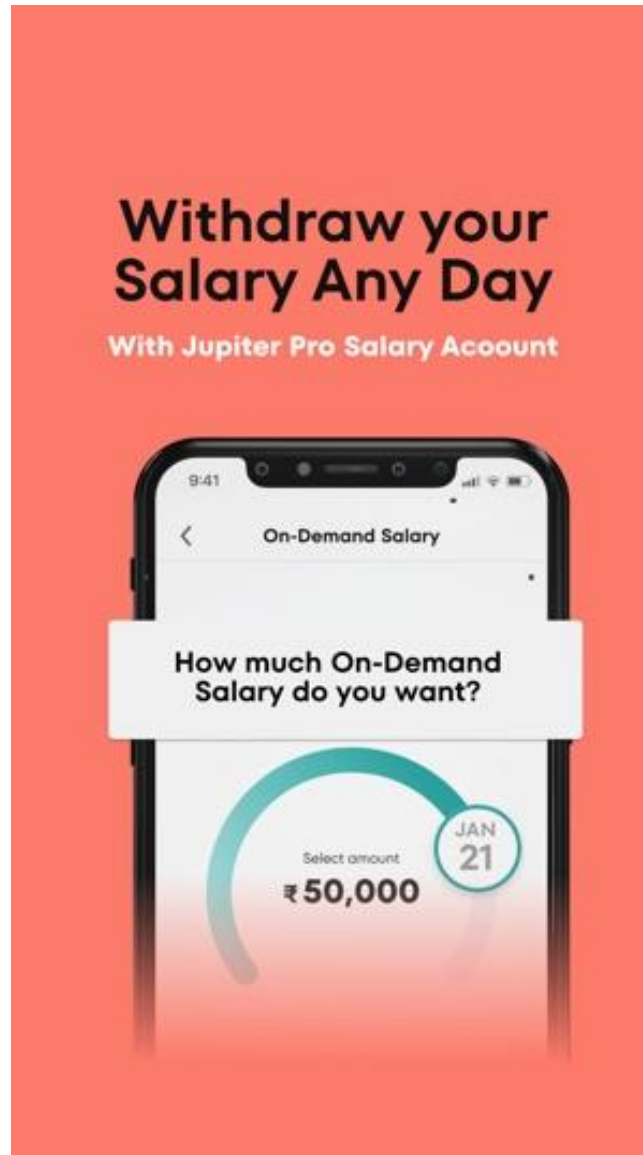 Withdraw your
Salary Any Day
With Jupiter Pro Salary Acoount
9:41
On-Demand Salary
How much On-Demand
Salary do you want?
JAN
21
Select amount
₹50,000